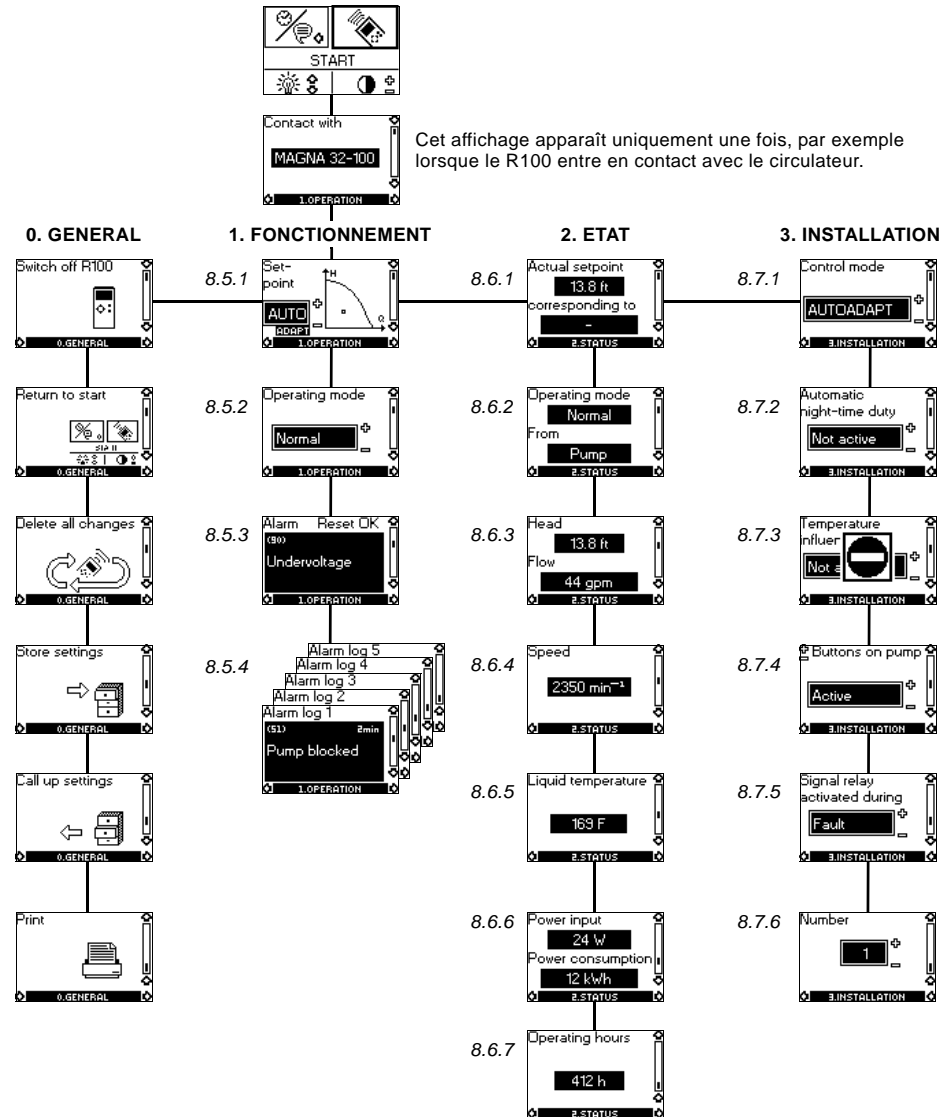 START
Contact with
MAGNA 32-100
1.OPERATION
Cet affichage apparaît uniquement une fois, par exemple
lorsque le R100 entre en contact avec le circulateur.
0. GENERAL
1. FONCTIONNEMENT
2. ETAT
3. INSTALLATION
Switch off R100
0.GENERAL
8.5.1
Set-
point
H
AUTO
ADAPT
Q
1.OPERATION
8.6.1
Actual setpoint
13.8 ft
corresponding to
-
2.STATUS
8.7.1
Control mode
AUTOADAPT
3.INSTALLATION
Return to start
START
0.GENERAL
8.5.2
Operating mode
Normal
1.OPERATION
8.6.2
Operating mode
Normal
From
Pump
2.STATUS
8.7.2
Automatic
night-time duty
Not active
3.INSTALLATION
Delete all changes
0.GENERAL
8.5.3
Alarm Reset OK
(90)
Undervoltage
1.OPERATION
8.6.3
Head
13.8 ft
Flow
44 gpm
2.STATUS
8.7.3
Temperature
influen
Not a
3.INSTALLATION
Store settings
0.GENERAL
8.5.4
Alarm log 5
Alarm log 4
Alarm log 3
Alarm log 2
Alarm log 1
(51) 2min
Pump blocked
1.OPERATION
8.6.4
Speed
2350 min⁻¹
2.STATUS
8.7.4
Buttons on pump
Active
3.INSTALLATION
Call up settings
0.GENERAL
8.6.5
Liquid temperature
169 F
2.STATUS
8.7.5
Signal relay
activated during
Fault
3.INSTALLATION
Print
0.GENERAL
8.6.6
Power input
24 W
Power consumption
12 kWh
2.STATUS
8.7.6
Number
1
3.INSTALLATION
8.6.7
Operating hours
412 h
2.STATUS